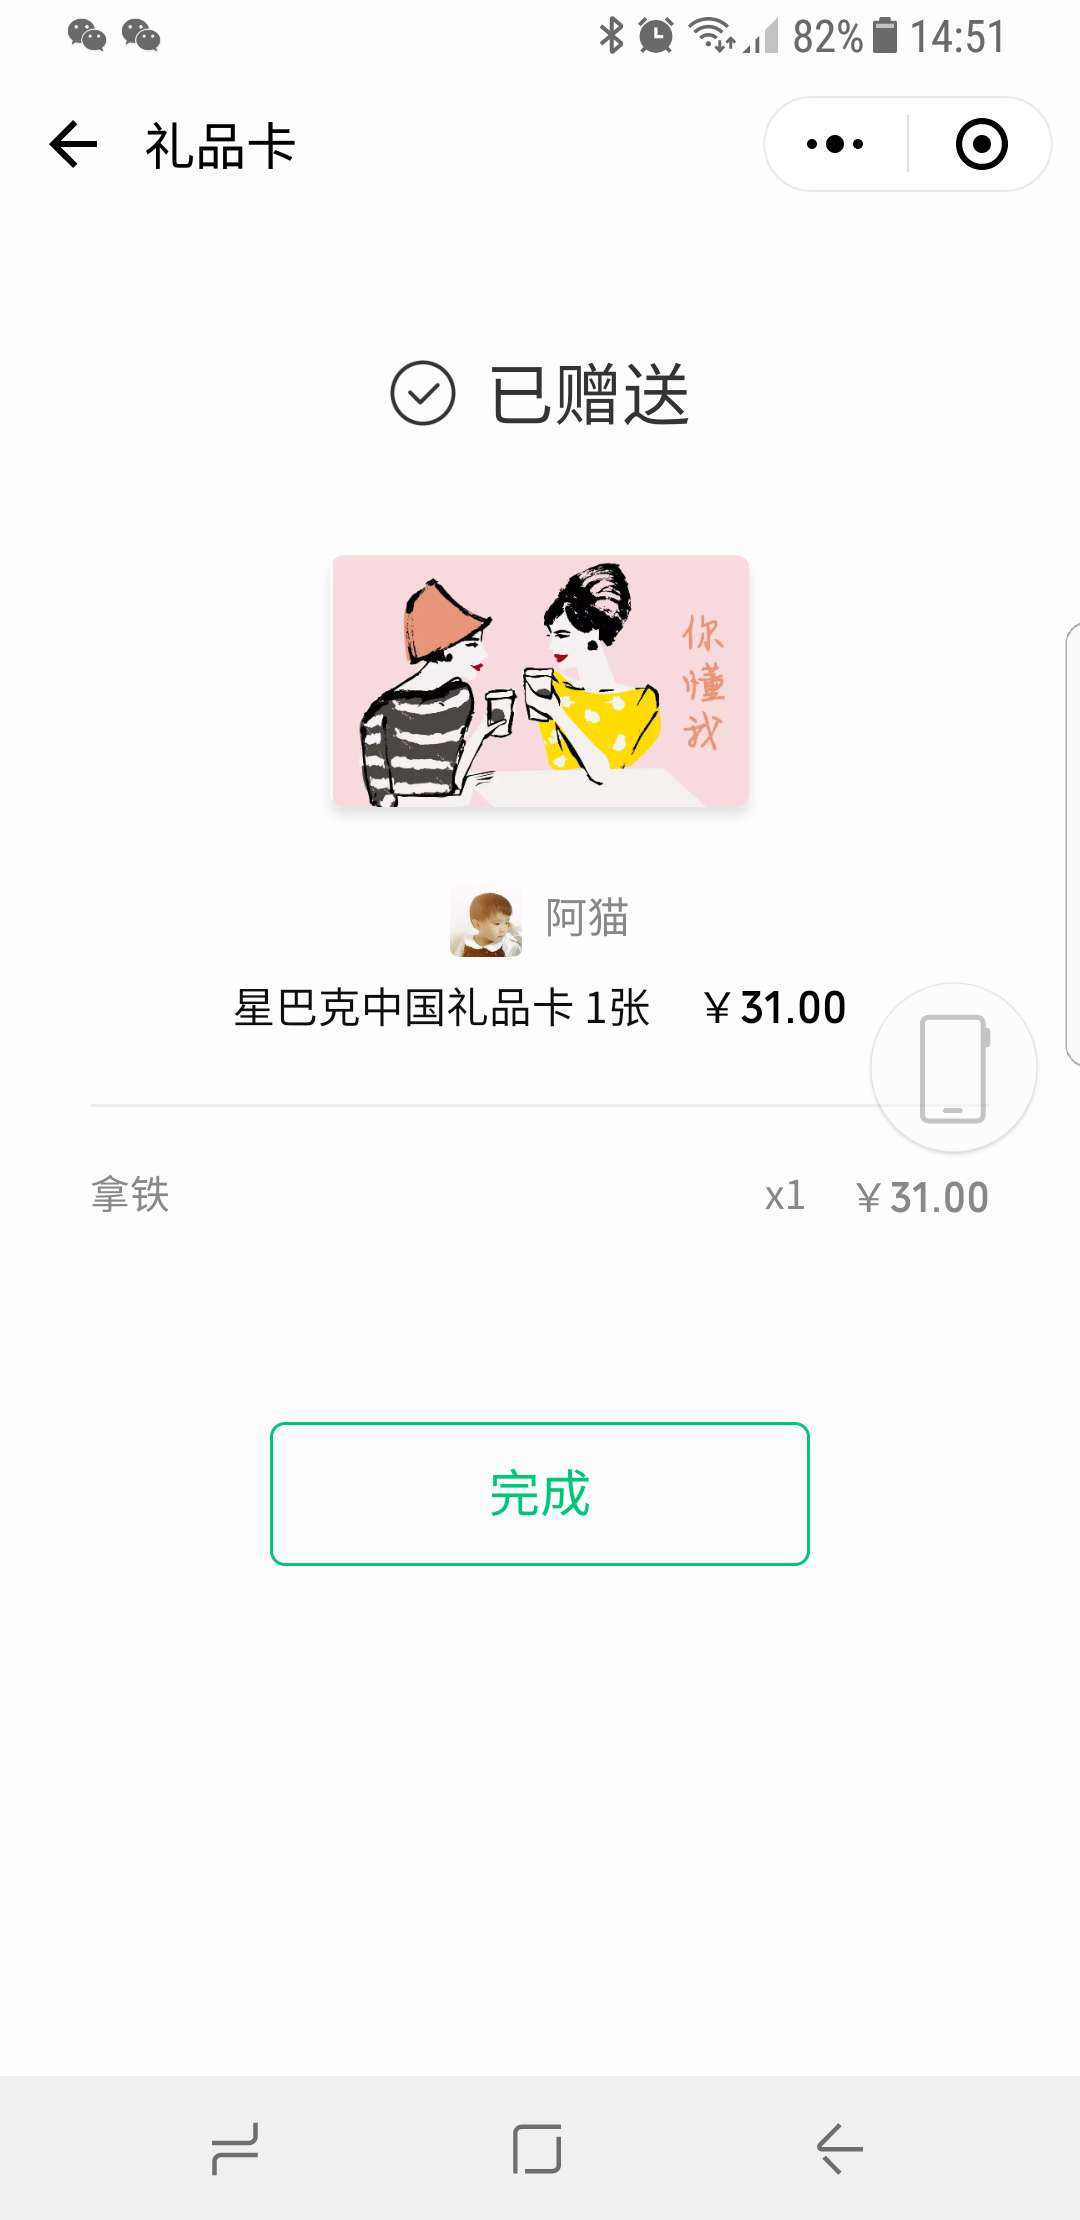 82% 14:51
礼品卡
已赠送
你懂我
阿猫
星巴克中国礼品卡 1张 ￥31.00
拿铁 x1 ￥31.00
完成